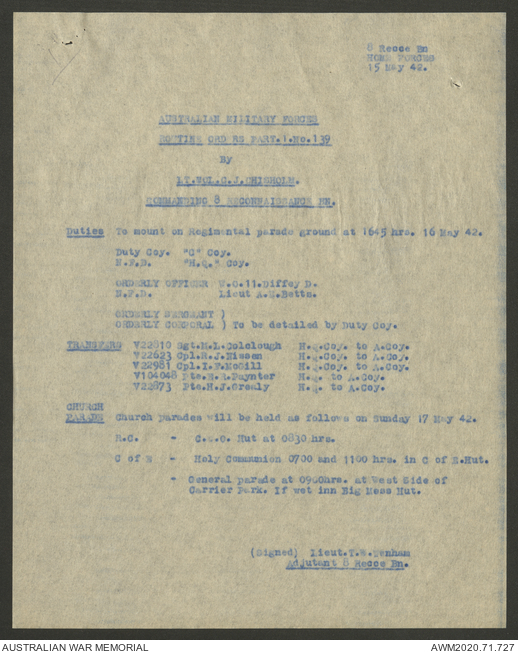 8 Recce Bn
HOME FORCES
15 May 42.
AUSTRALIAN MILITARY FORCES
ROUTINE ORD RS PART.1.No.139
By
LT.COL.C.J.CHISHOLM.
COMMANDING 8 RECONNAISSANCE BN.
Duties To mount on Regimental parade ground at 1645 hrs. 16 May 42.
Duty Coy. "C" Coy.
N.F.D. "H.Q." Coy.
ORDERLY OFFICER W.O.11.Diffey D.
N.F.D. Lieut R.M.Betts.
ORDERLY SERGEANT )
ORDERLY CORPORAL ) To be detailed by Duty Coy.
TRANSFERS V22810 Sgt.M.L.Colclough H.Q.Coy. to A.Coy.
V22623 Cpl.R.J.Nissen H.Q.Coy. to A.Coy.
V22981 Cpl.I.F.McGill H.Q.Coy. to A.Coy.
V104048 Pte.R.R.Paynter H.Q. to A.Coy.
V22873 Pte.H.J.Grealy H.Q. to A.Coy.
CHURCH
PARADE Church parades will be held as follows on Sunday 17 May 42.
R.C. - C.E.G. Hut at 0830 hrs.
C of E - Holy Communion 0700 and 1100 hrs. in C of E.Hut.
- General parade at 0900hrs. at West Side of
Carrier Park. If wet inn Big Mess Hut.
(Signed) Lieut.T.W.Tenham
Adjutant 8 Recce Bn.
AUSTRALIAN WAR MEMORIAL
AWM2020.71.727